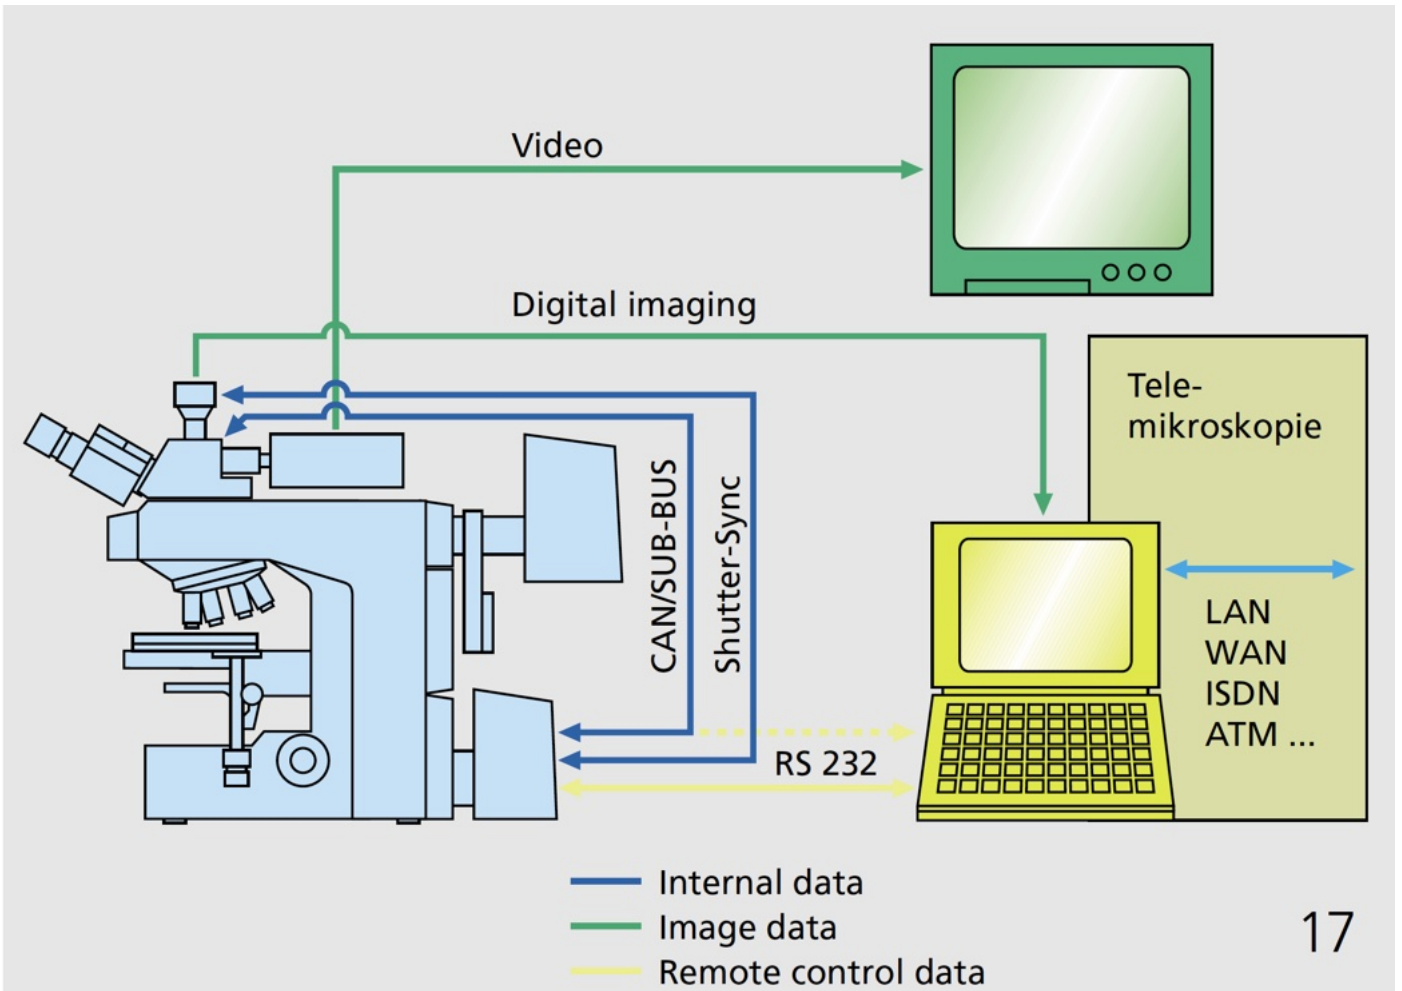 Video
Digital imaging
Tele-
mikroskopie
CAN/SUB-BUS
Shutter-Sync
LAN
WAN
ISDN
ATM ...
RS 232
Internal data
Image data
Remote control data
17